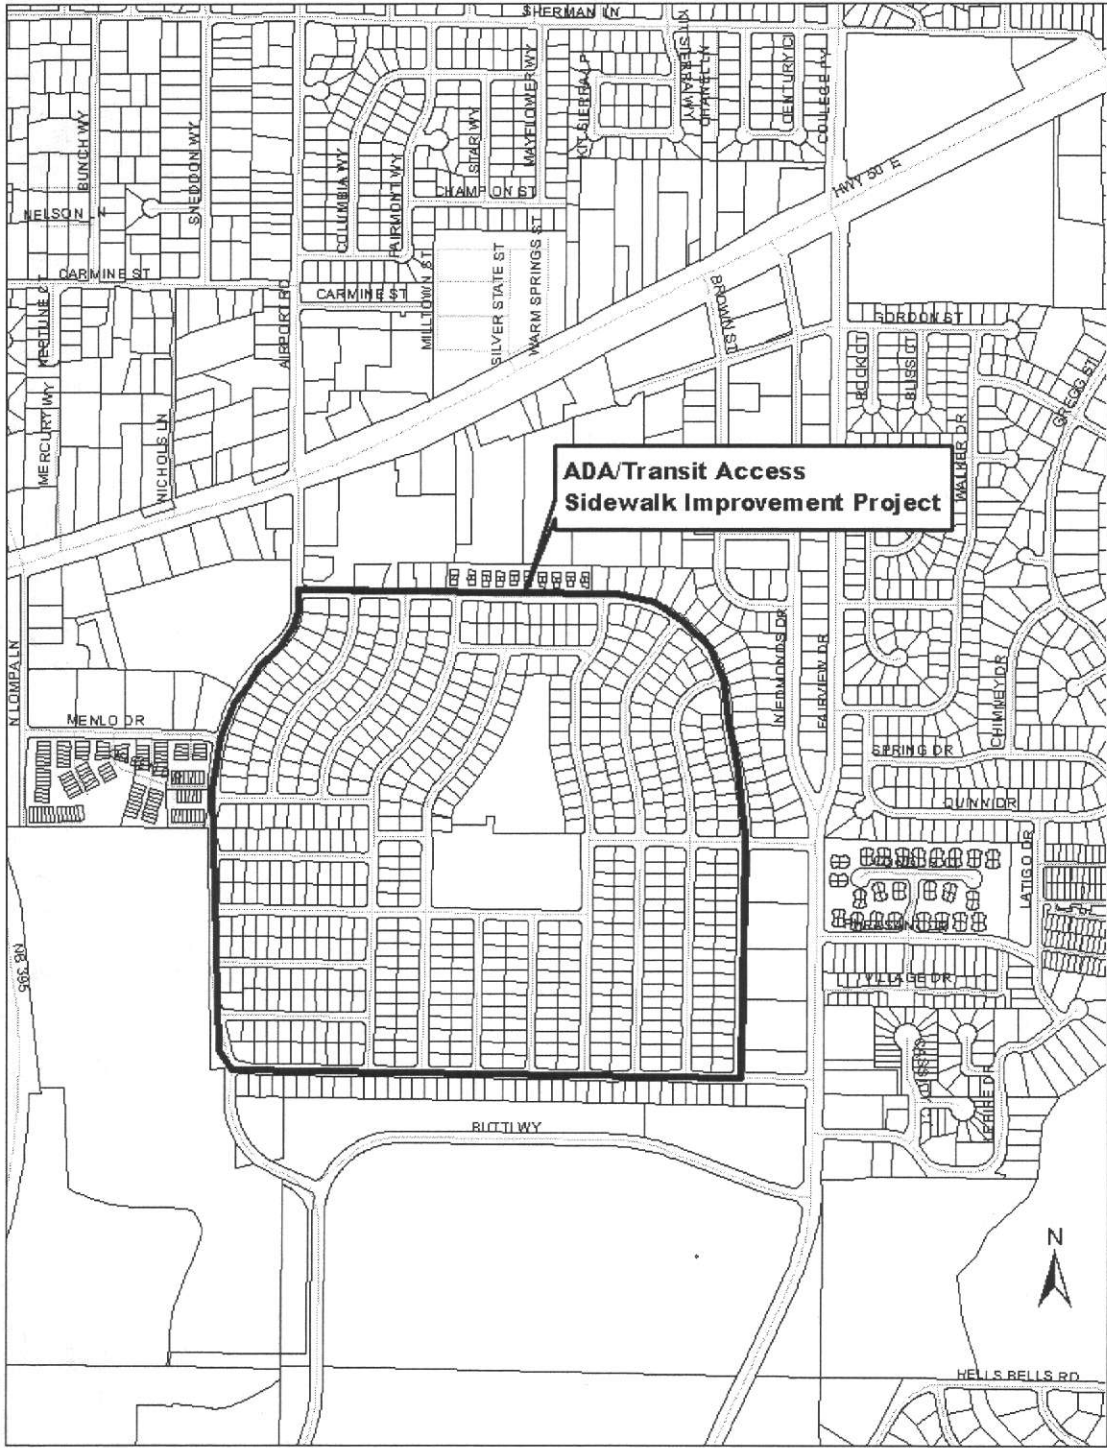 SHERMAN LN
BUNCH WY
SNEDDON WY
COLUMBIA WY
FAIRMONT WY
STAR WY
MAYFLOWER WY
KIT SIERRA LP
KIT SIERRA WY
CHANEL LN
CENTURY CI
COLLEGE PY
HWY 50 E
NELSON LN
CHAMPION ST
CARMINE ST
CARMINE ST
NEPTUNE CT
MERCURY WY
NICHOLS LN
AIRPORT RD
MILLTOWN ST
SILVER STATE ST
WARM SPRINGS ST
BROWN ST
GORDON ST
ROCK CT
BLISS CT
WALKER DR
GREGG ST
ADA/Transit Access
Sidewalk Improvement Project
N LOMPA LN
MENLO DR
N EDMONDS DR
FAIRVIEW DR
CHIMNEY DR
SPRING DR
QUINN DR
LATIGO DR
VILLAGE DR
NB 395
BUTTI WY
N
HELLS BELLS RD